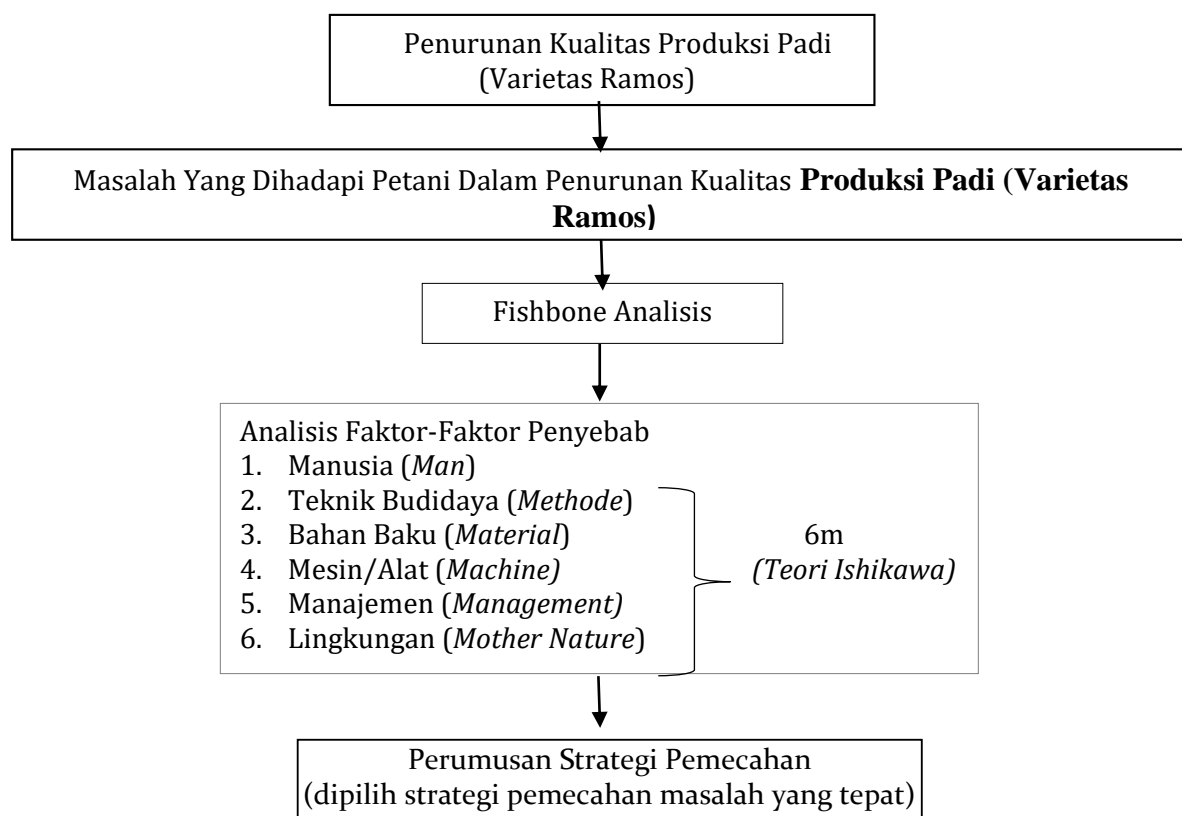 Penurunan Kualitas Produksi Padi
(Varietas Ramos)
Masalah Yang Dihadapi Petani Dalam Penurunan Kualitas Produksi Padi (Varietas
Ramos)
Fishbone Analisis
Analisis Faktor-Faktor Penyebab
1. Manusia (Man)
2. Teknik Budidaya (Methode)
3. Bahan Baku (Material)
4. Mesin/Alat (Machine)
5. Manajemen (Management)
6. Lingkungan (Mother Nature)
6m
(Teori Ishikawa)
Perumusan Strategi Pemecahan
(dipilih strategi pemecahan masalah yang tepat)